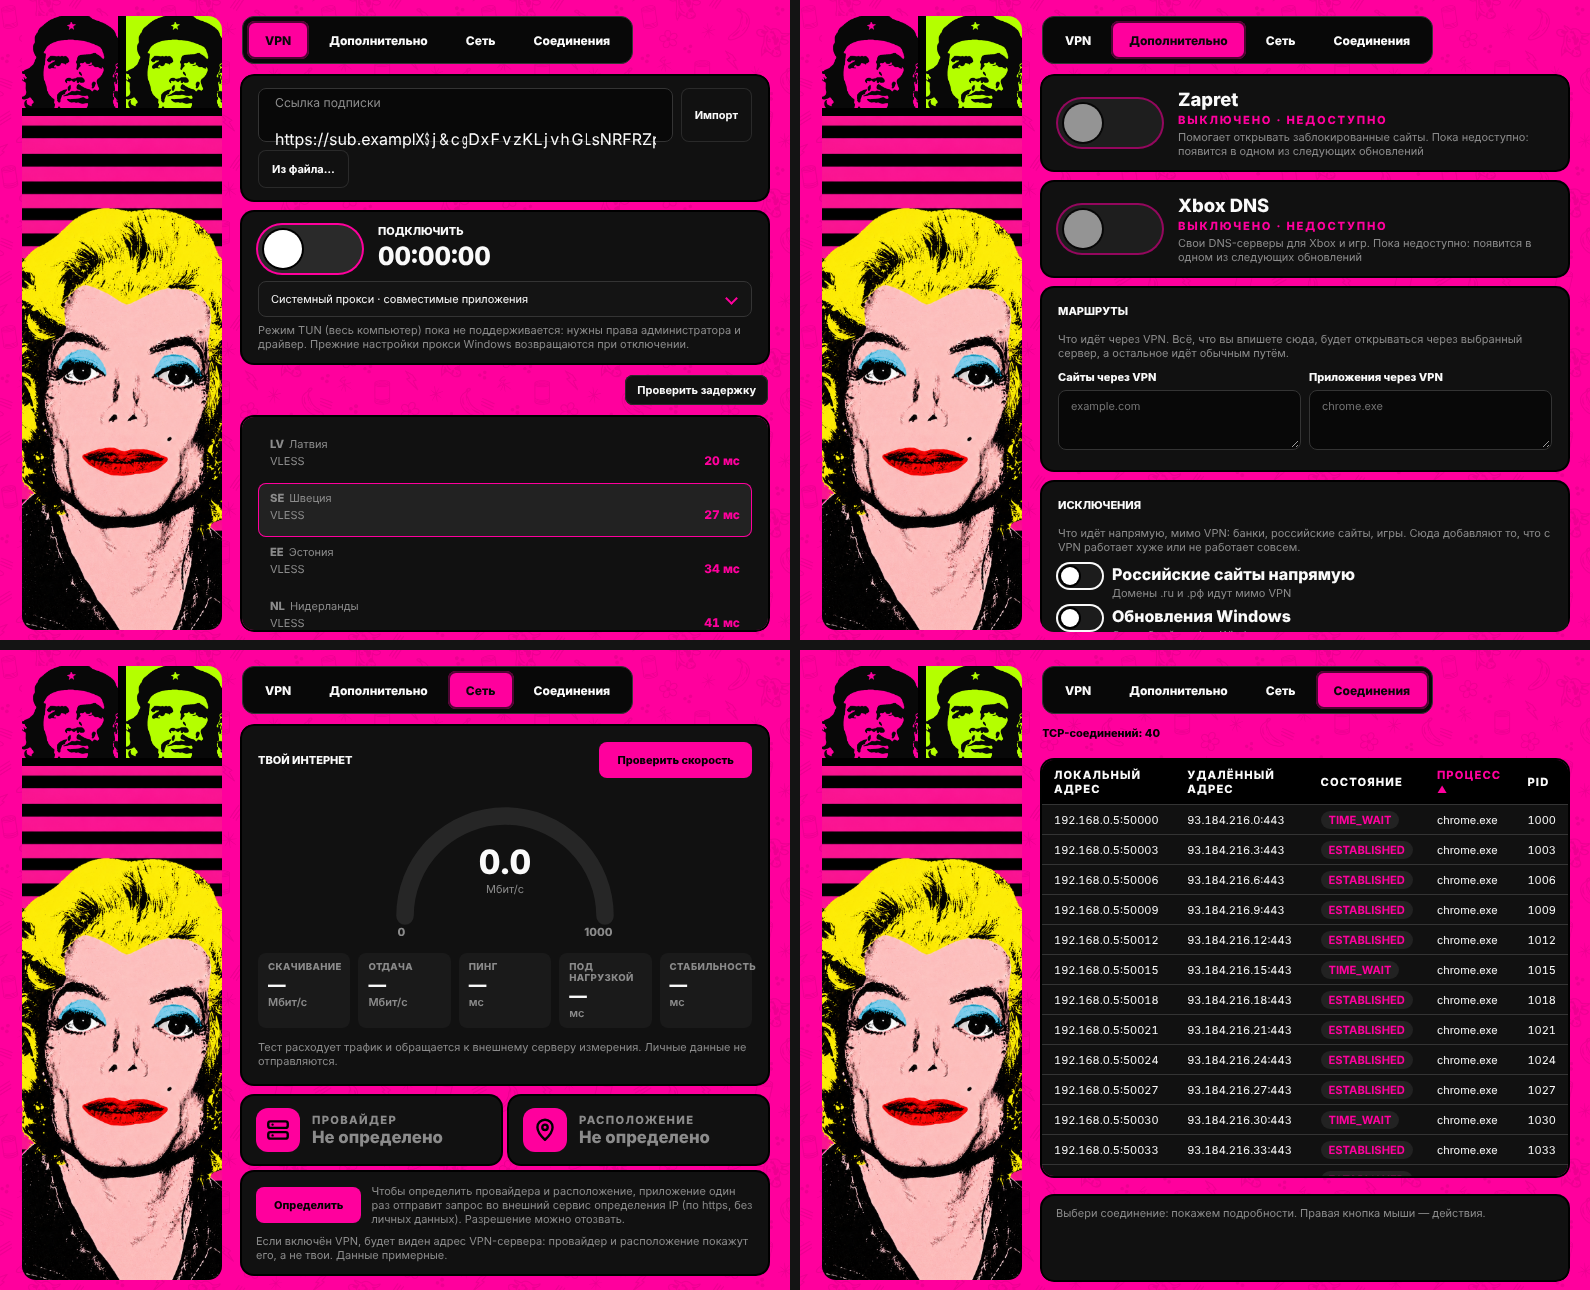 VPN Дополнительно Сеть Соединения
Ссылка подписки
Импорт
Из файла...
ПОДКЛЮЧИТЬ
00:00:00
Системный прокси · совместимые приложения
Режим TUN (весь компьютер) пока не поддерживается: нужны права администратора и
драйвер. Прежние настройки прокси Windows возвращаются при отключении.
Проверить задержку
LV Латвия
VLESS 20 мс
SE Швеция
VLESS 27 мс
EE Эстония
VLESS 34 мс
NL Нидерланды
VLESS 41 мс
VPN Дополнительно Сеть Соединения
Zapret
ВЫКЛЮЧЕНО · НЕДОСТУПНО
Помогает открывать заблокированные сайты. Пока недоступно:
появится в одном из следующих обновлений
Xbox DNS
ВЫКЛЮЧЕНО · НЕДОСТУПНО
Свои DNS-серверы для Xbox и игр. Пока недоступно: появится в
одном из следующих обновлений
МАРШРУТЫ
Что идёт через VPN. Всё, что вы впишете сюда, будет открываться через выбранный
сервер, а остальное идёт обычным путём.
Сайты через VPN Приложения через VPN
example.com chrome.exe
ИСКЛЮЧЕНИЯ
Что идёт напрямую, мимо VPN: банки, российские сайты, игры. Сюда добавляют то, что с
VPN работает хуже или не работает совсем.
Российские сайты напрямую
Домены .ru и .рф идут мимо VPN
Обновления Windows
VPN Дополнительно Сеть Соединения
ТВОЙ ИНТЕРНЕТ Проверить скорость
0.0
Мбит/с
0 1000
СКАЧИВАНИЕ
—
Мбит/с
ОТДАЧА
—
Мбит/с
ПИНГ
—
мс
ПОД
НАГРУЗКОЙ
—
мс
СТАБИЛЬНОСТЬ
—
мс
Тест расходует трафик и обращается к внешнему серверу измерения. Личные данные не
отправляются.
ПРОВАЙДЕР
Не определено
РАСПОЛОЖЕНИЕ
Не определено
Определить
Чтобы определить провайдера и расположение, приложение один
раз отправит запрос во внешний сервис определения IP (по https, без
личных данных). Разрешение можно отозвать.
Если включён VPN, будет виден адрес VPN-сервера: провайдер и расположение покажут
его, а не твои. Данные примерные.
VPN Дополнительно Сеть Соединения
TCP-соединений: 40
ЛОКАЛЬНЫЙ АДРЕС УДАЛЁННЫЙ АДРЕС СОСТОЯНИЕ ПРОЦЕСС ▲ PID
192.168.0.5:50000 93.184.216.0:443 TIME_WAIT chrome.exe 1000
192.168.0.5:50003 93.184.216.3:443 ESTABLISHED chrome.exe 1003
192.168.0.5:50006 93.184.216.6:443 ESTABLISHED chrome.exe 1006
192.168.0.5:50009 93.184.216.9:443 ESTABLISHED chrome.exe 1009
192.168.0.5:50012 93.184.216.12:443 ESTABLISHED chrome.exe 1012
192.168.0.5:50015 93.184.216.15:443 TIME_WAIT chrome.exe 1015
192.168.0.5:50018 93.184.216.18:443 ESTABLISHED chrome.exe 1018
192.168.0.5:50021 93.184.216.21:443 ESTABLISHED chrome.exe 1021
192.168.0.5:50024 93.184.216.24:443 ESTABLISHED chrome.exe 1024
192.168.0.5:50027 93.184.216.27:443 ESTABLISHED chrome.exe 1027
192.168.0.5:50030 93.184.216.30:443 TIME_WAIT chrome.exe 1030
192.168.0.5:50033 93.184.216.33:443 ESTABLISHED chrome.exe 1033
Выбери соединение: покажем подробности. Правая кнопка мыши — действия.